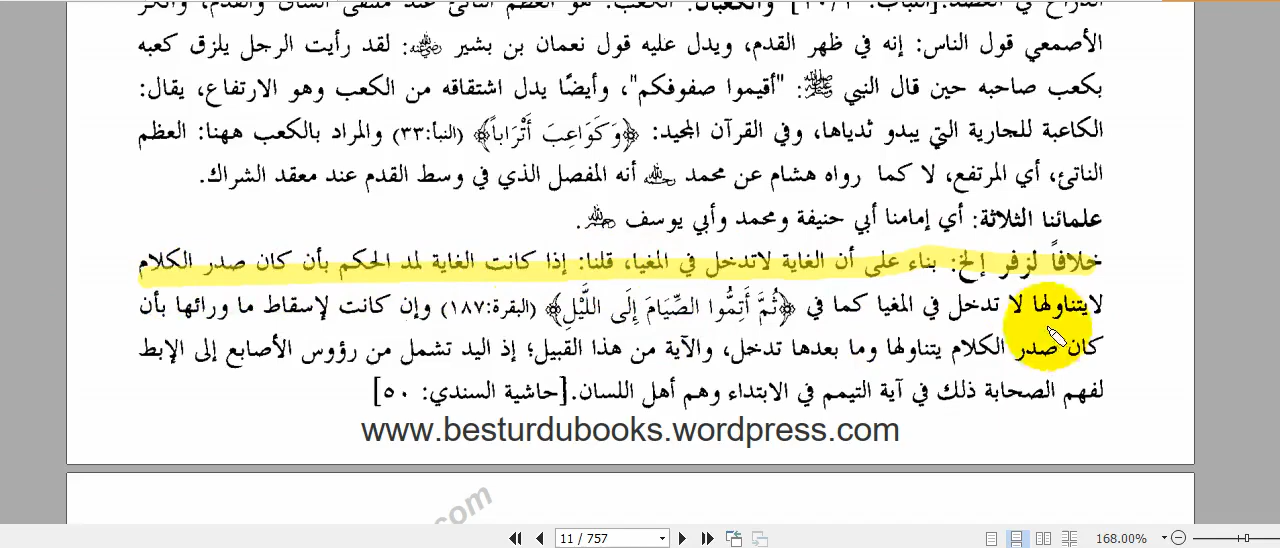 الأصمعي قول الناس: إنه في ظهر القدم، ويدل عليه قول نعمان بن بشير ﷺ: لقد رأيت الرجل يلزق كعبه
بكعب صاحبه حين قال النبي ﷺ: "أقيموا صفوفكم"، وأيضًا يدل اشتقاقه من الكعب وهو الارتفاع، يقال:
الكاعبة للجارية التي يبدو ثدياها، وفي القرآن المجيد: ﴿وَكَوَاعِبَ أَتْرَاباً﴾ (النبأ:٣٣) والمراد بالكعب ههنا: العظم
الناتئ، أي المرتفع، لا كما رواه هشام عن محمد رحمه الله أنه المفصل الذي في وسط القدم عند معقد الشراك.
علمائنا الثلاثة: أي إمامنا أبي حنيفة ومحمد وأبي يوسف رحمهم الله.
خلافًا لزفر إلخ: بناء على أن الغاية لاتدخل في المغيا، قلنا: إذا كانت الغاية لمد الحكم بأن كان صدر الكلام
لايتناولها لا تدخل في المغيا كما في ﴿ثُمَّ أَتِمُّوا الصِّيَامَ إِلَى اللَّيْلِ﴾ (البقرة:١٨٧) وإن كانت لإسقاط ما ورائها بأن
كان صدر الكلام يتناولها وما بعدها تدخل، والآية من هذا القبيل؛ إذ اليد تشمل من رؤوس الأصابع إلى الإبط
لفهم الصحابة ذلك في آية التيمم في الابتداء وهم أهل اللسان.[حاشية السندي: ٥٠]
www.besturdubooks.wordpress.com
.com
11 / 757
168.00%